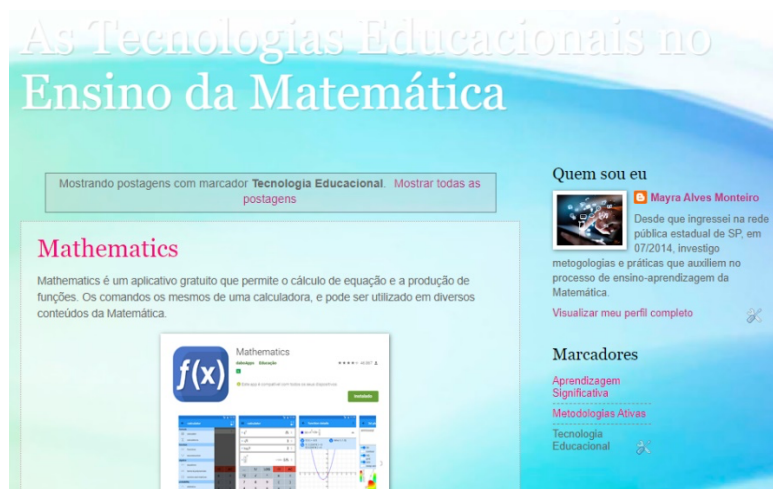 As Tecnologias Educacionais no
Ensino da Matemática
Mostrando postagens com marcador Tecnologia Educacional. Mostrar todas as
postagens
Mathematics
Mathematics é um aplicativo gratuito que permite o cálculo de equação e a produção de
funções. Os comandos os mesmos de uma calculadora, e pode ser utilizado em diversos
conteúdos da Matemática.
Mathematics
f(x)
Instalado
Quem sou eu
Mayra Alves Monteiro
Desde que ingressei na rede
pública estadual de SP, em
07/2014, investigo
metogologias e práticas que auxiliem no
processo de ensino-aprendizagem da
Matemática.
Visualizar meu perfil completo
Marcadores
Aprendizagem
Significativa
Metodologias Ativas
Tecnologia
Educacional